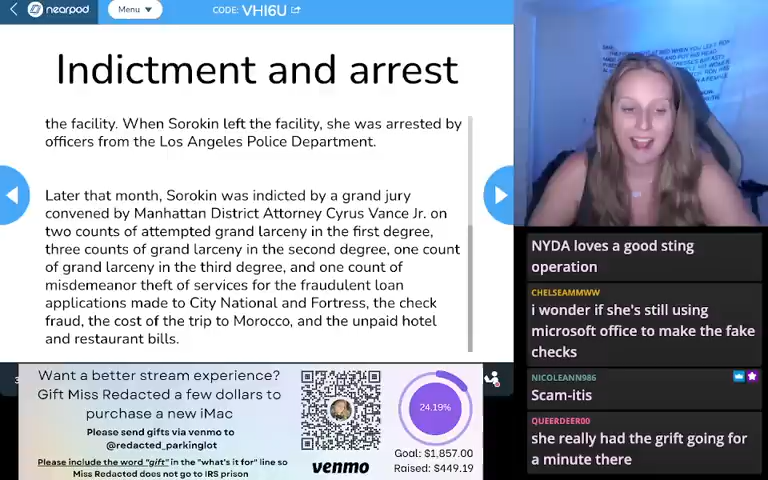 nearpod
Menu
CODE: VHI6U
Indictment and arrest
the facility. When Sorokin left the facility, she was arrested by
officers from the Los Angeles Police Department.
Later that month, Sorokin was indicted by a grand jury
convened by Manhattan District Attorney Cyrus Vance Jr. on
two counts of attempted grand larceny in the first degree,
three counts of grand larceny in the second degree, one count
of grand larceny in the third degree, and one count of
misdemeanor theft of services for the fraudulent loan
applications made to City National and Fortress, the check
fraud, the cost of the trip to Morocco, and the unpaid hotel
and restaurant bills.
Want a better stream experience?
Gift Miss Redacted a few dollars to
purchase a new iMac
Please send gifts via venmo to
@redacted_parkinglot
Please include the word "gift" in the "what's it for" line so
Miss Redacted does not go to IRS prison
venmo
24.19%
Goal: $1,857.00
Raised: $449.19
NYDA loves a good sting
operation
CHELSEAMMWW
i wonder if she's still using
microsoft office to make the fake
checks
NICOLEANN986
Scam-itis
QUEERDEER00
she really had the grift going for
a minute there